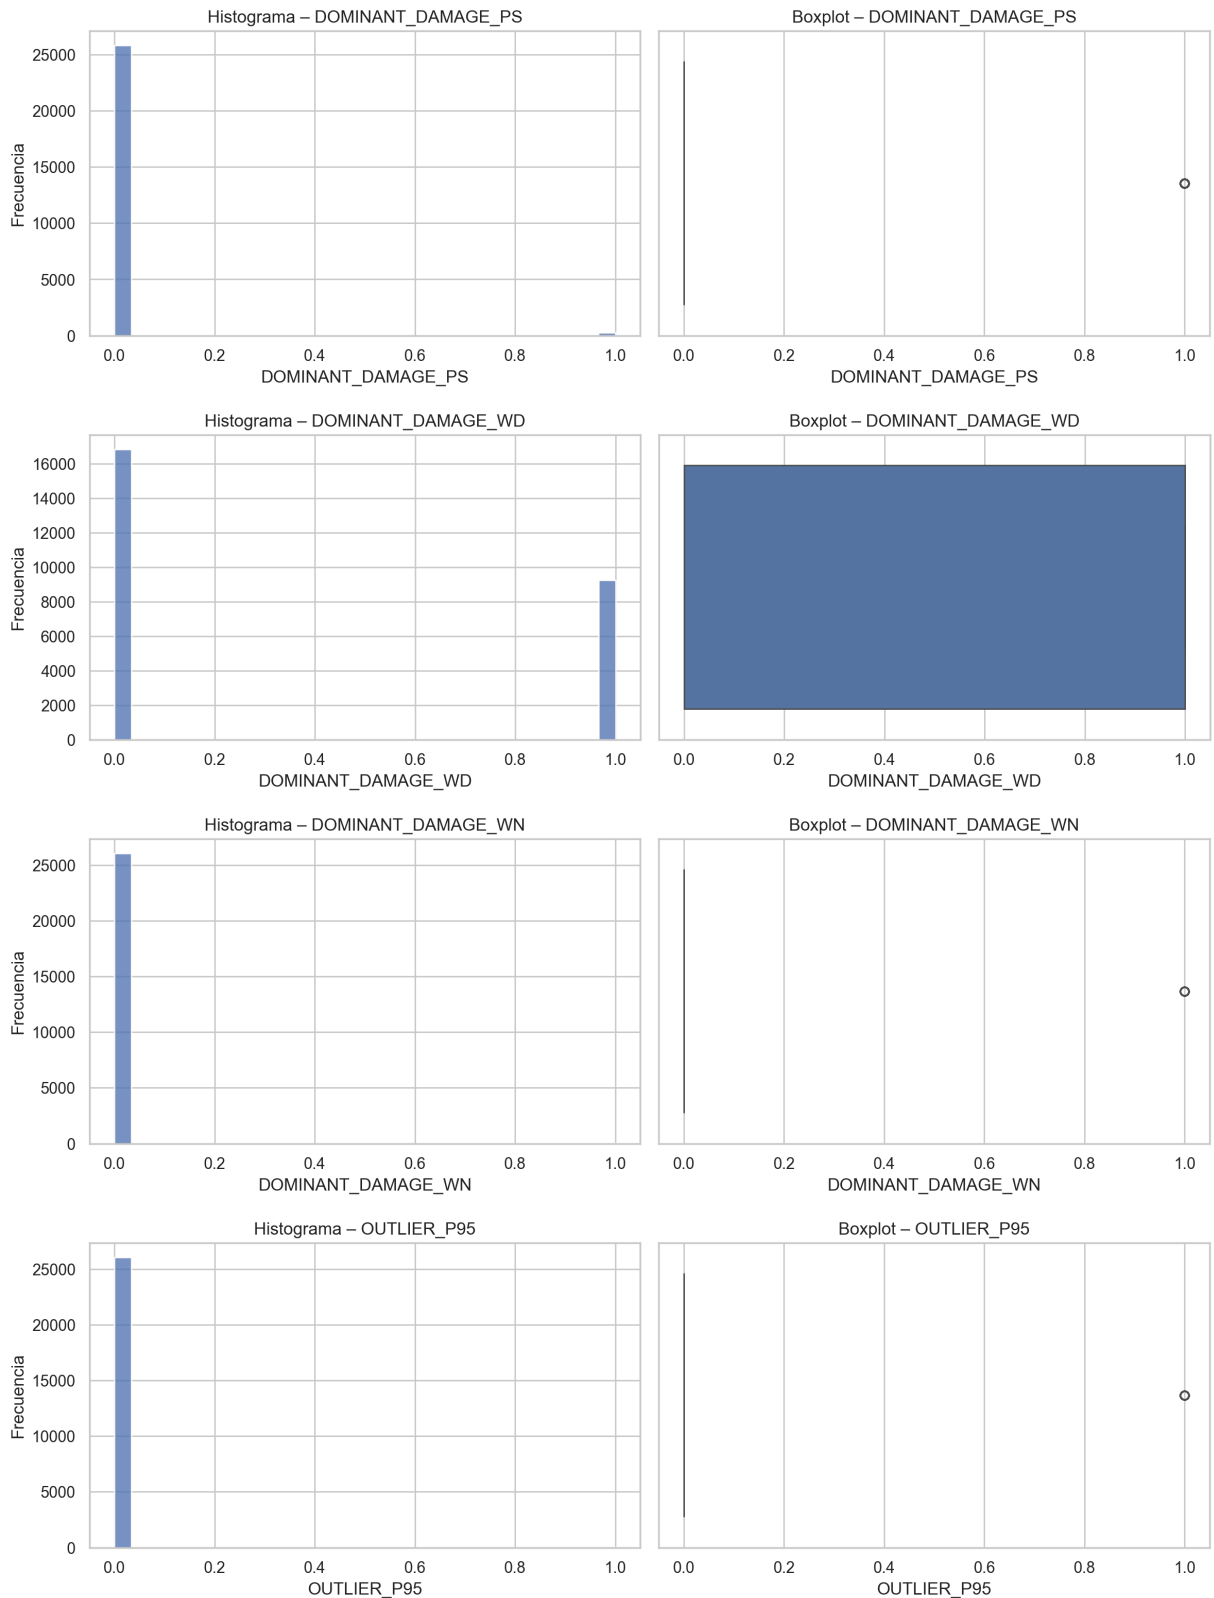 Histograma – DOMINANT_DAMAGE_PS
Boxplot – DOMINANT_DAMAGE_PS
Frecuencia
25000
20000
15000
10000
5000
0
0.0 0.2 0.4 0.6 0.8 1.0
DOMINANT_DAMAGE_PS
0.0 0.2 0.4 0.6 0.8 1.0
DOMINANT_DAMAGE_PS
Histograma – DOMINANT_DAMAGE_WD
Boxplot – DOMINANT_DAMAGE_WD
Frecuencia
16000
14000
12000
10000
8000
6000
4000
2000
0
0.0 0.2 0.4 0.6 0.8 1.0
DOMINANT_DAMAGE_WD
0.0 0.2 0.4 0.6 0.8 1.0
DOMINANT_DAMAGE_WD
Histograma – DOMINANT_DAMAGE_WN
Boxplot – DOMINANT_DAMAGE_WN
Frecuencia
25000
20000
15000
10000
5000
0
0.0 0.2 0.4 0.6 0.8 1.0
DOMINANT_DAMAGE_WN
0.0 0.2 0.4 0.6 0.8 1.0
DOMINANT_DAMAGE_WN
Histograma – OUTLIER_P95
Boxplot – OUTLIER_P95
Frecuencia
25000
20000
15000
10000
5000
0
0.0 0.2 0.4 0.6 0.8 1.0
OUTLIER_P95
0.0 0.2 0.4 0.6 0.8 1.0
OUTLIER_P95